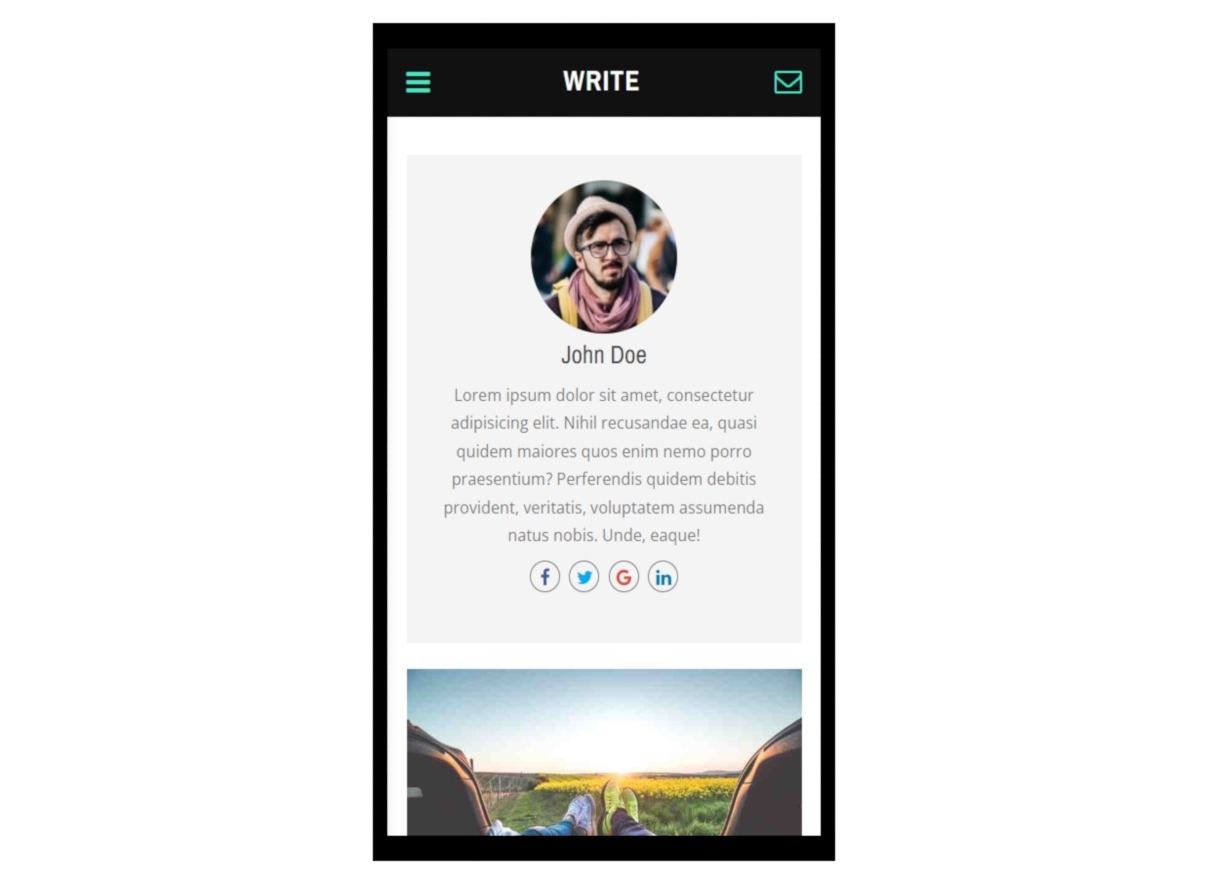 WRITE
John Doe
Lorem ipsum dolor sit amet, consectetur
adipisicing elit. Nihil recusandae ea, quasi
quidem maiores quos enim nemo porro
praesentium? Perferendis quidem debitis
provident, veritatis, voluptatem assumenda
natus nobis. Unde, eaque!
f G in